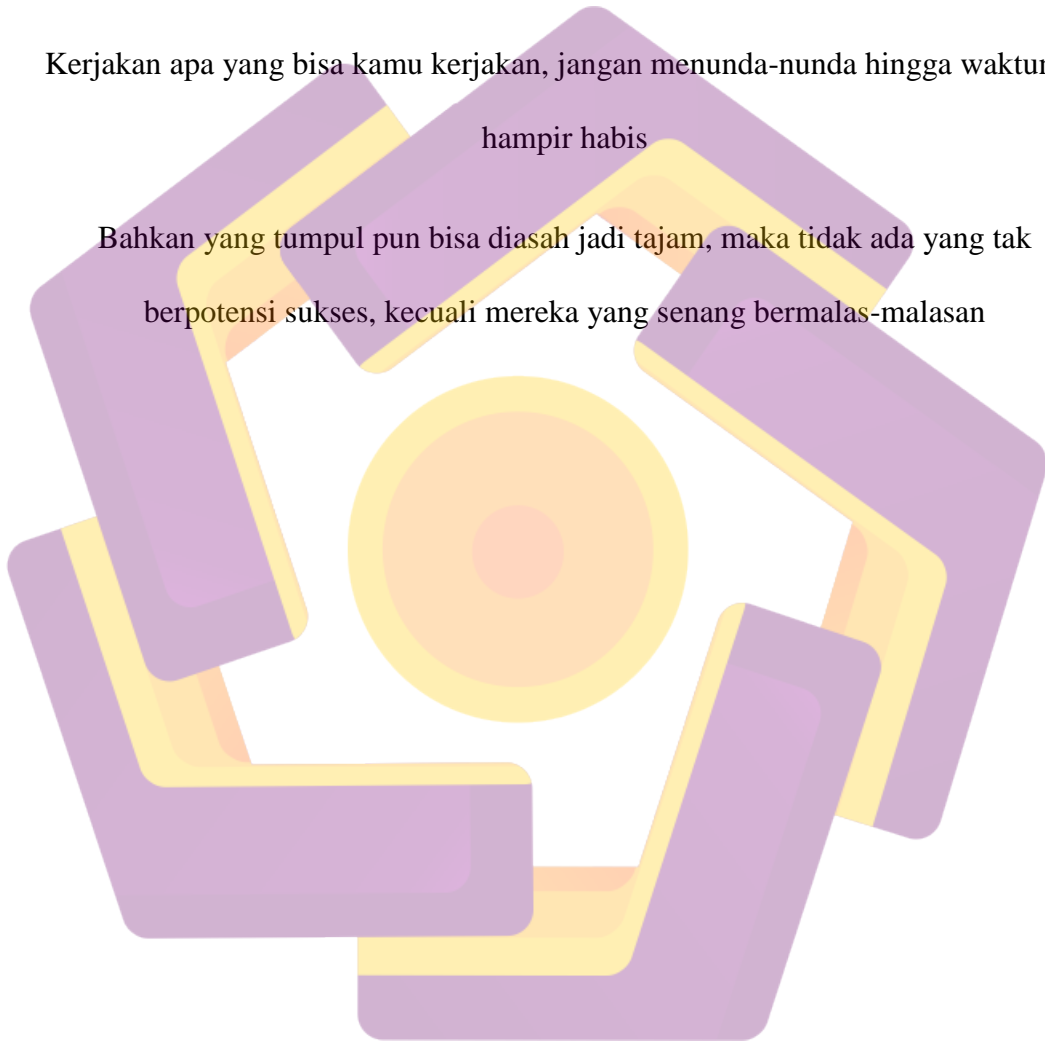 Kerjakan apa yang bisa kamu kerjakan, jangan menunda-nunda hingga
hampir habis
Bahkan yang tumpul pun bisa diasah jadi tajam, maka tidak ada yang tak
berpotensi sukses, kecuali mereka yang senang bermalas-malasan